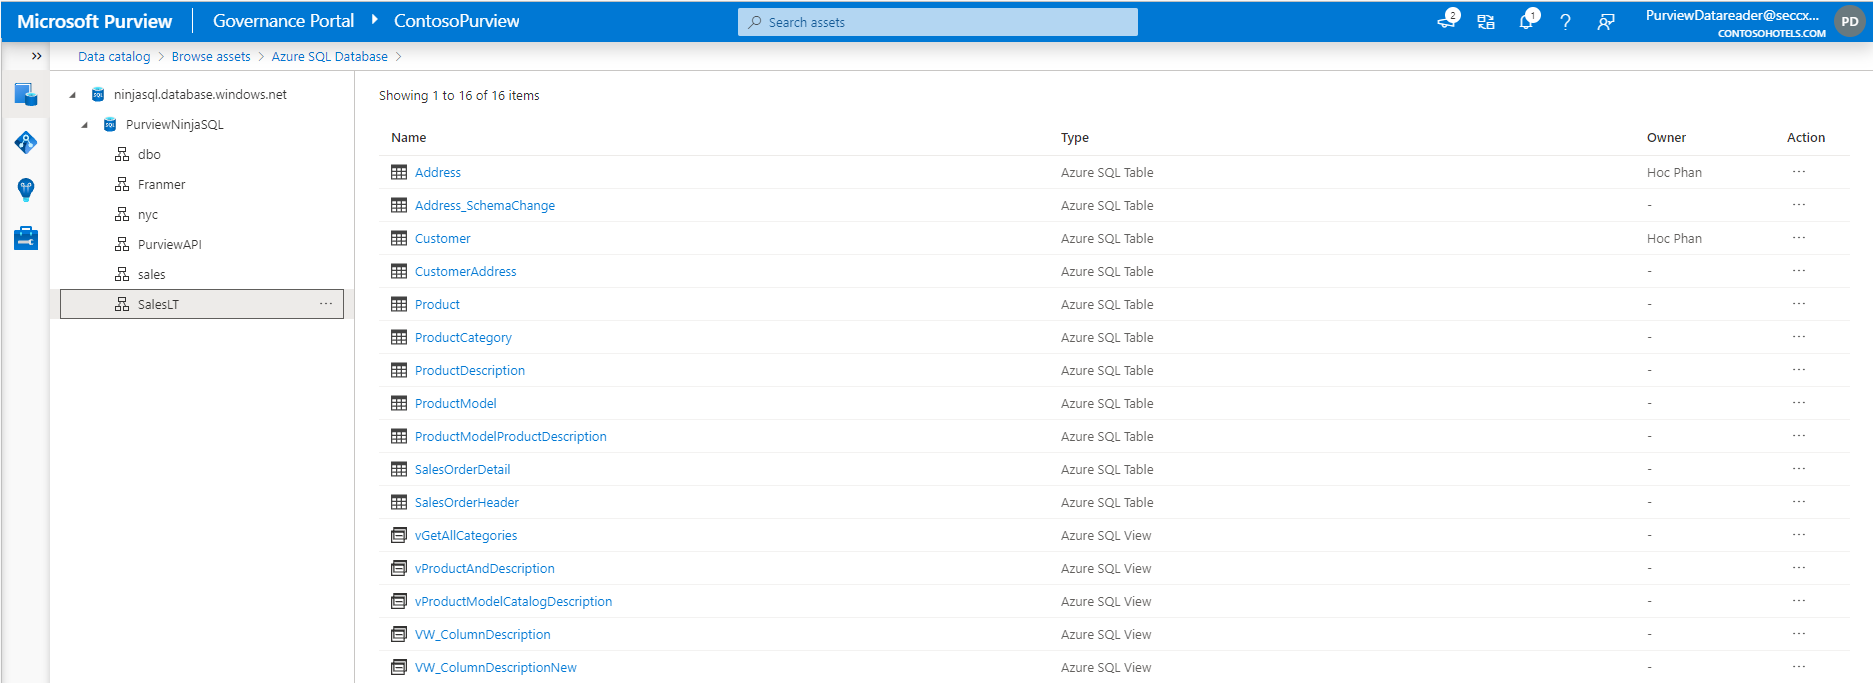 Microsoft Purview Governance Portal ContosoPurview Search assets 2 1 PurviewDatareader@seccx... PD
CONTOSOHOTELS.COM
Data catalog Browse assets Azure SQL Database
ninjasql.database.windows.net
PurviewNinjaSQL
dbo
Franmer
nyc
PurviewAPI
sales
SalesLT ...
Showing 1 to 16 of 16 items
Name Type Owner Action
Address Azure SQL Table Hoc Phan ...
Address_SchemaChange Azure SQL Table - ...
Customer Azure SQL Table Hoc Phan ...
CustomerAddress Azure SQL Table - ...
Product Azure SQL Table - ...
ProductCategory Azure SQL Table - ...
ProductDescription Azure SQL Table - ...
ProductModel Azure SQL Table - ...
ProductModelProductDescription Azure SQL Table - ...
SalesOrderDetail Azure SQL Table - ...
SalesOrderHeader Azure SQL Table - ...
vGetAllCategories Azure SQL View - ...
vProductAndDescription Azure SQL View - ...
vProductModelCatalogDescription Azure SQL View - ...
VW_ColumnDescription Azure SQL View - ...
VW_ColumnDescriptionNew Azure SQL View - ...